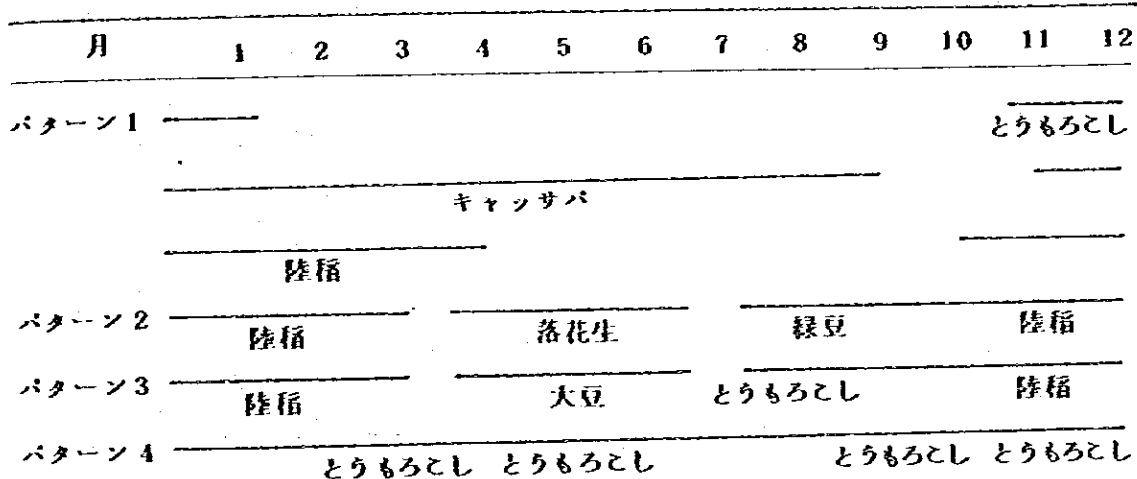 月 1 2 3 4 5 6 7 8 9 10 11 12
パターン1
とうもろこし
キャッサバ
陸稲
パターン2
陸稲 落花生 緑豆 陸稲
パターン3
陸稲 大豆 とうもろこし 陸稲
パターン4
とうもろこし とうもろこし とうもろこし とうもろこし